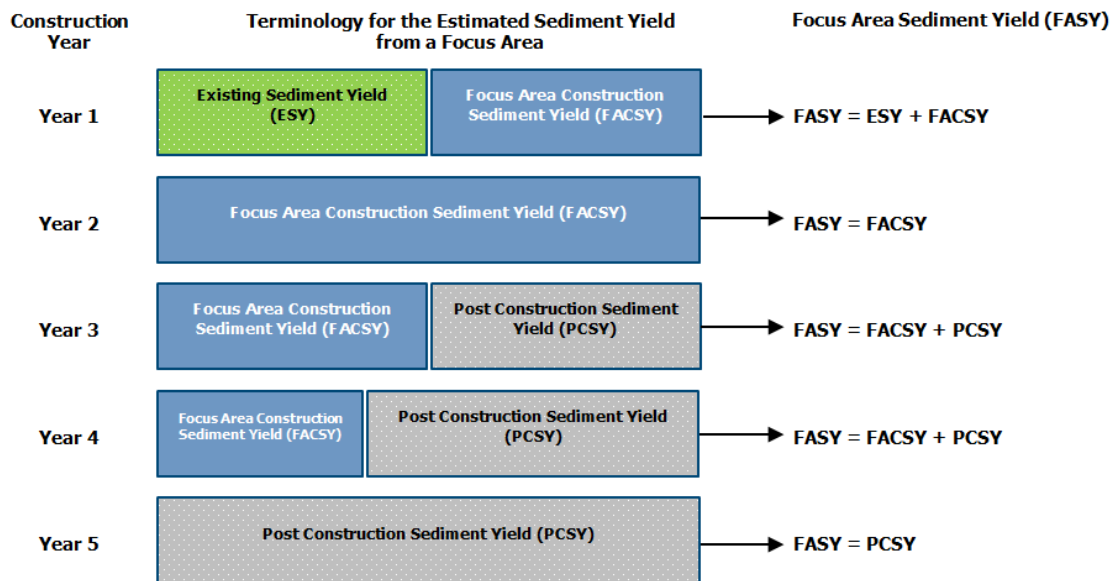 Construction
Year
Terminology for the Estimated Sediment Yield
from a Focus Area
Focus Area Sediment Yield (FASY)
Year 1
Existing Sediment Yield
(ESY)
Focus Area Construction
Sediment Yield (FACSY)
FASY = ESY + FACSY
Year 2
Focus Area Construction Sediment Yield (FACSY)
FASY = FACSY
Year 3
Focus Area Construction
Sediment Yield (FACSY)
Post Construction Sediment
Yield (PCSY)
FASY = FACSY + PCSY
Year 4
Focus Area Construction
Sediment Yield (FACSY)
Post Construction Sediment Yield
(PCSY)
FASY = FACSY + PCSY
Year 5
Post Construction Sediment Yield (PCSY)
FASY = PCSY